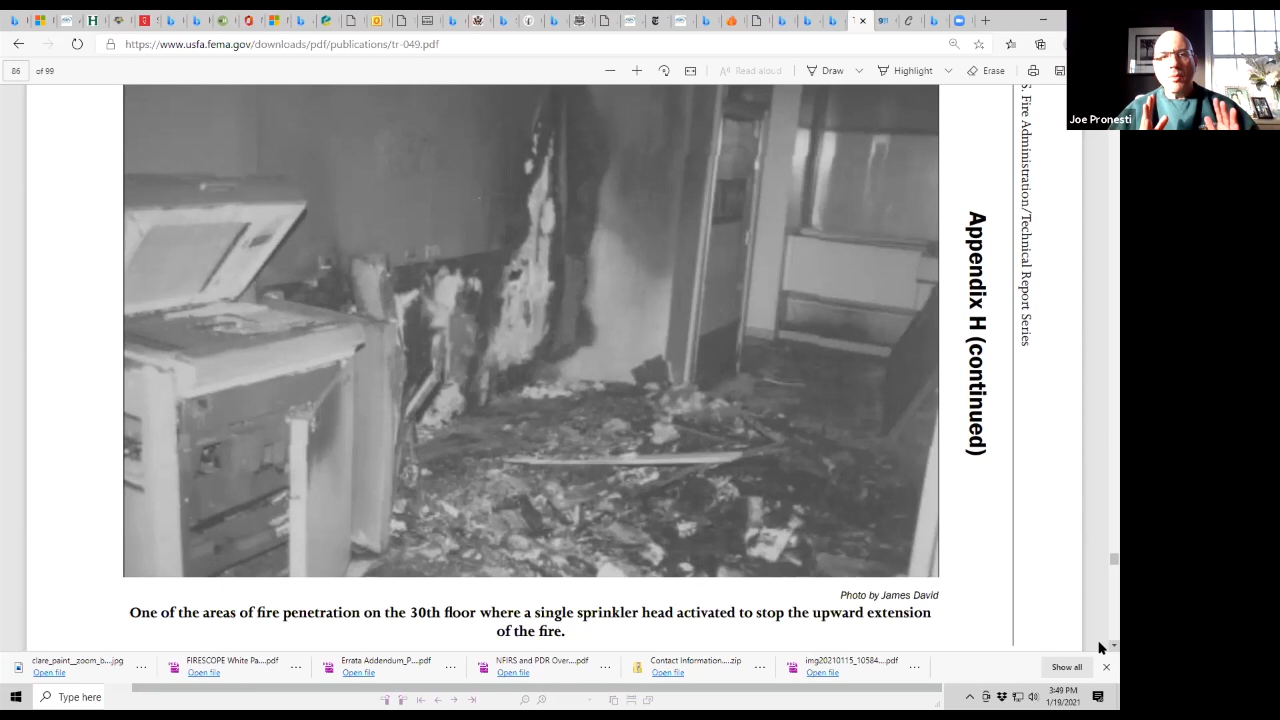 https://www.usfa.fema.gov/downloads/pdf/publications/tr-049.pdf
86 of 99
Read aloud
Draw
Highlight
Erase
Joe Pronesti
S. Fire Administration/Technical Report Series
Appendix H (continued)
Photo by James David
One of the areas of fire penetration on the 30th floor where a single sprinkler head activated to stop the upward extension
of the fire.
clare_paint__zoom_b....jpg
Open file
FIRESCOPE White Pa....pdf
Open file
Errata Addendum_P....pdf
Open file
NFIRS and PDR Over....pdf
Open file
Contact Information....zip
Open file
img20210115_10584....pdf
Open file
Show all
Type here
3:49 PM
1/19/2021